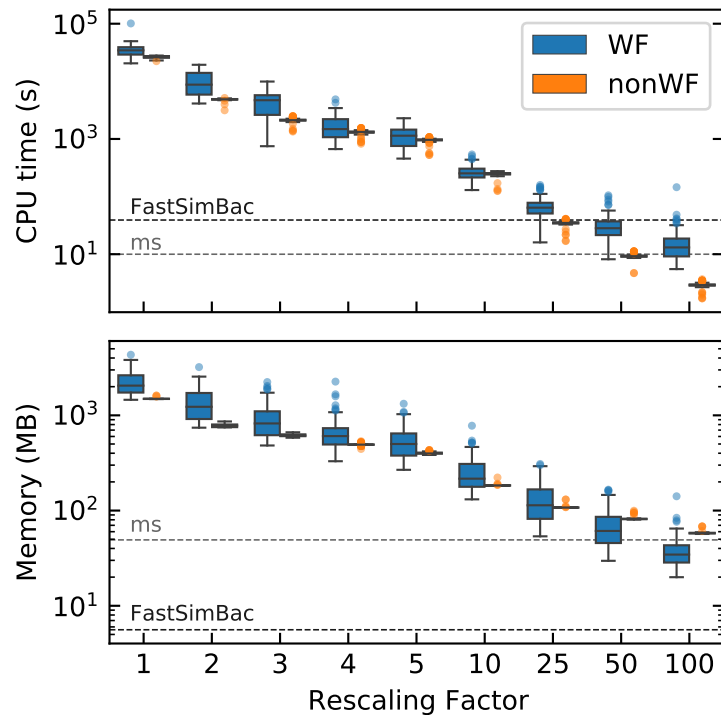 10^5
10^3
10^1
CPU time (s)
WF
nonWF
FastSimBac
ms
10^3
10^2
10^1
Memory (MB)
ms
FastSimBac
1 2 3 4 5 10 25 50 100
Rescaling Factor